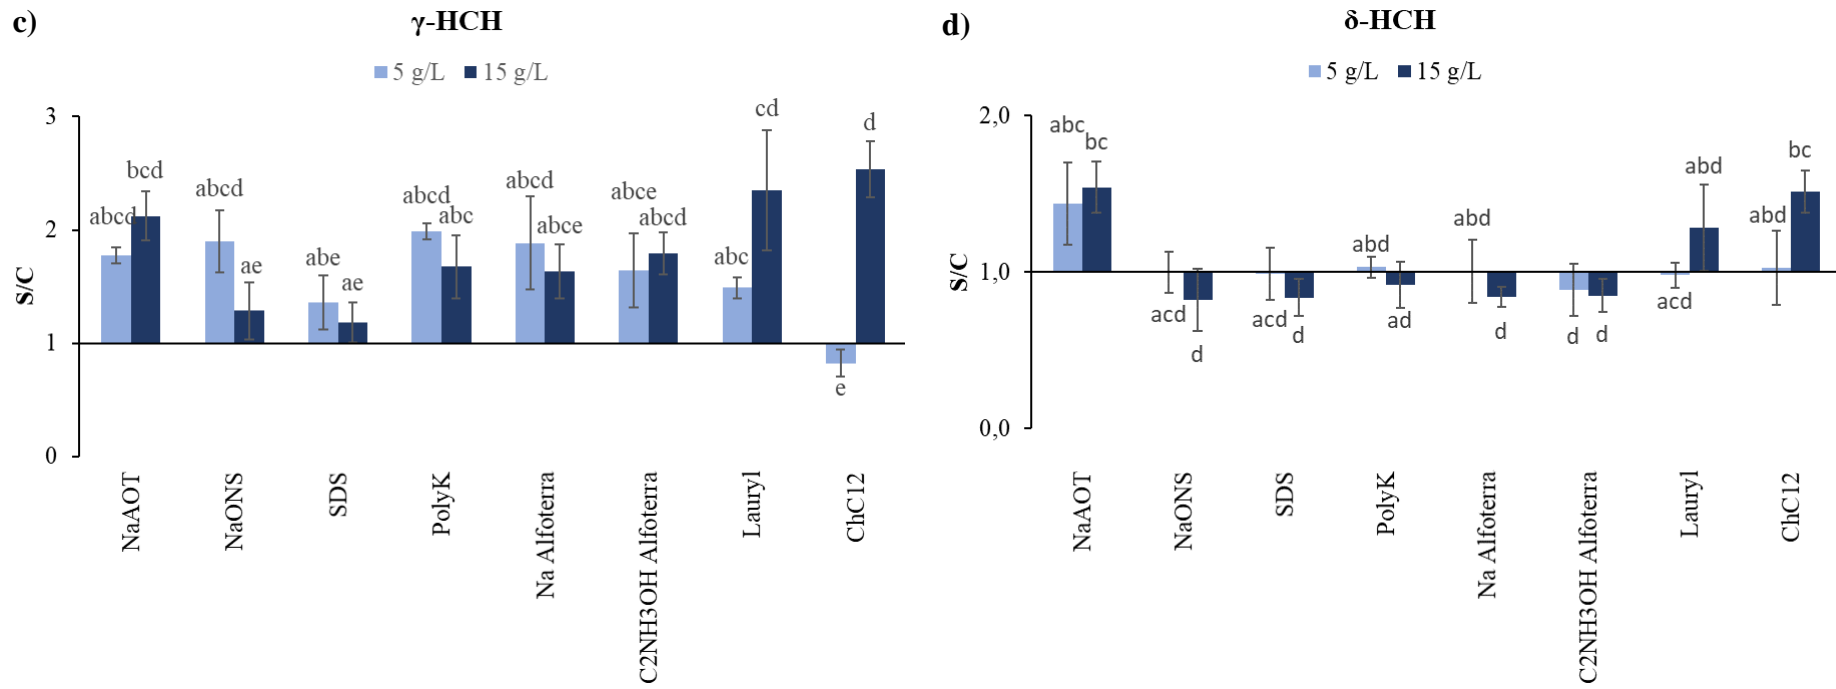 c)
γ-HCH
5 g/L 15 g/L
S/C
3
2
1
0
abcd
bcd
abcd
ae
abe
ae
abcd
abc
abcd
abce
abce
abcd
abc
cd
e
d
NaAOT
NaONS
SDS
PolyK
Na Alfoterra
C2NH3OH Alfoterra
Lauryl
ChC12
d)
δ-HCH
5 g/L 15 g/L
S/C
2,0
1,0
0,0
abc
bc
acd
d
acd
d
abd
ad
abd
d
d
d
acd
abd
abd
bc
NaAOT
NaONS
SDS
PolyK
Na Alfoterra
C2NH3OH Alfoterra
Lauryl
ChC12